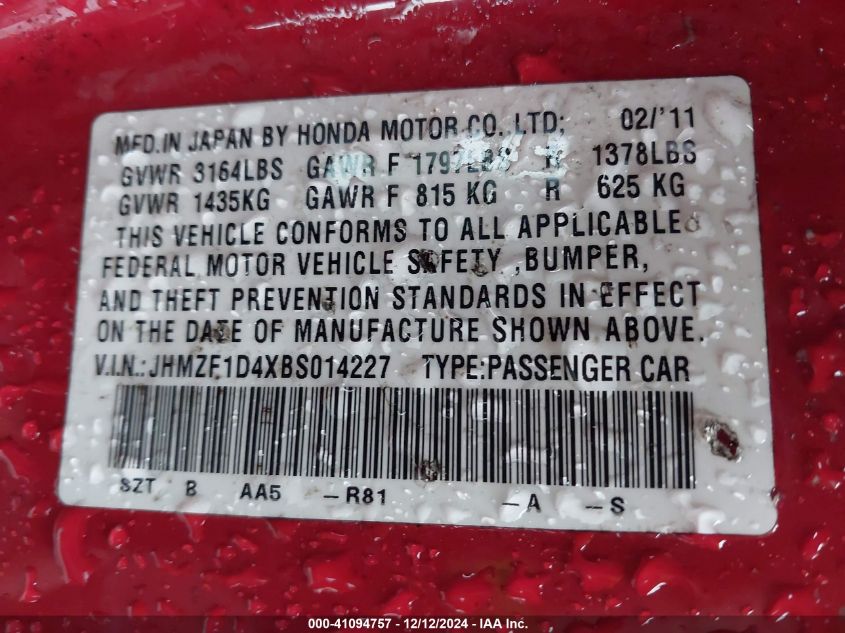 MFD.IN JAPAN BY HONDA MOTOR CO.,LTD; 02/'11
GVWR 3164LBS GAWR F 1797LBS R 1378LBS
GVWR 1435KG GAWR F 815 KG R 625 KG
THIS VEHICLE CONFORMS TO ALL APPLICABLE
FEDERAL MOTOR VEHICLE SAFETY ,BUMPER,
AND THEFT PREVENTION STANDARDS IN EFFECT
ON THE DATE OF MANUFACTURE SHOWN ABOVE.
V.I.N.:JHMZF1D4XBS014227 TYPE:PASSENGER CAR
SZT B AA5 -R81 -A -S
000-41094757 - 12/12/2024 - IAA Inc.